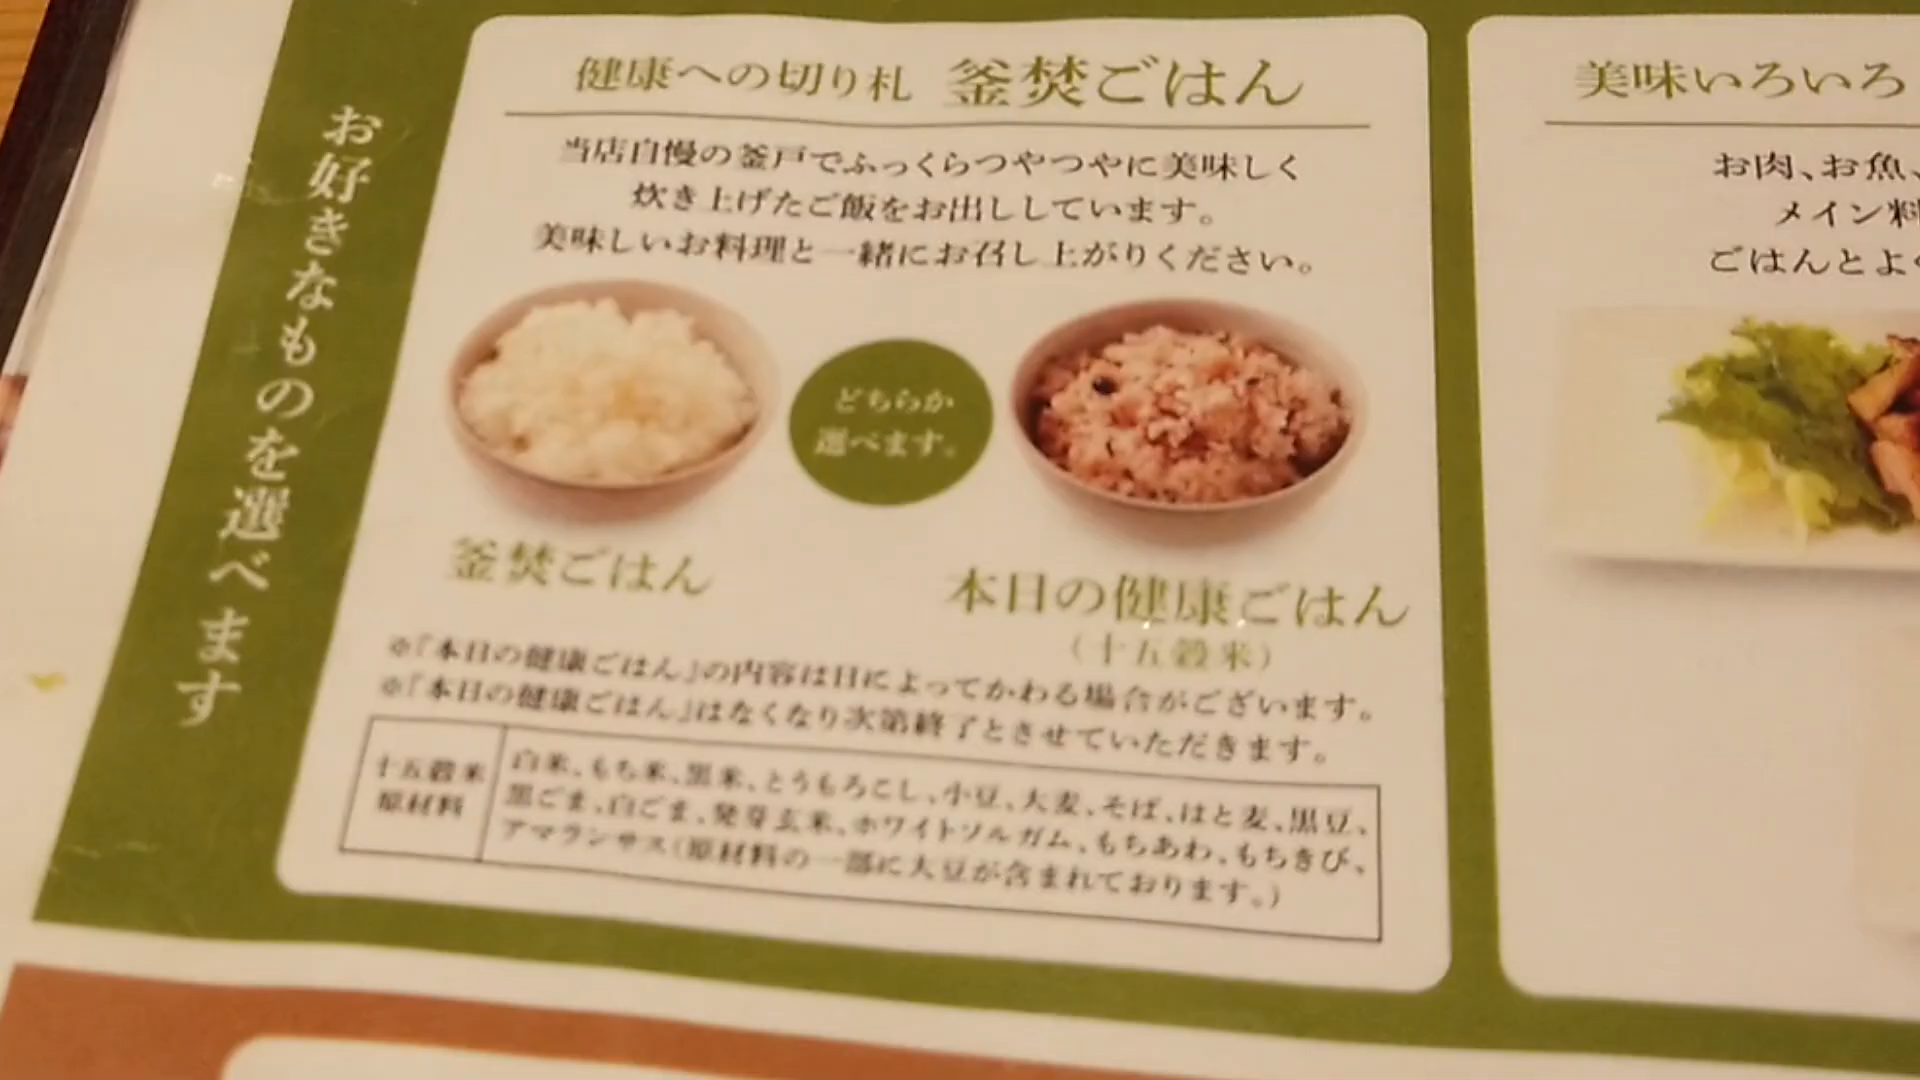 お好きなものを選べます
健康への切り札 釜焚ごはん
当店自慢の釜戸でふっくらつやつやに美味しく
炊き上げたご飯をお出ししています。
美味しいお料理と一緒にお召し上がりください。
どちらか
選べます。
釜焚ごはん
本日の健康ごはん
(十五穀米)
※「本日の健康ごはん」の内容は日によってかわる場合がございます。
※「本日の健康ごはん」はなくなり次第終了とさせていただきます。
十五穀米
原材料
白米、もち米、黒米、とうもろこし、小豆、大麦、そば、はと麦、黒豆、
黒ごま、白ごま、発芽玄米、ホワイトソルガム、もちあわ、もちきび、
アマランサス(原材料の一部に大豆が含まれております。)
美味いろいろ
お肉、お魚、
メイン料
ごはんとよ